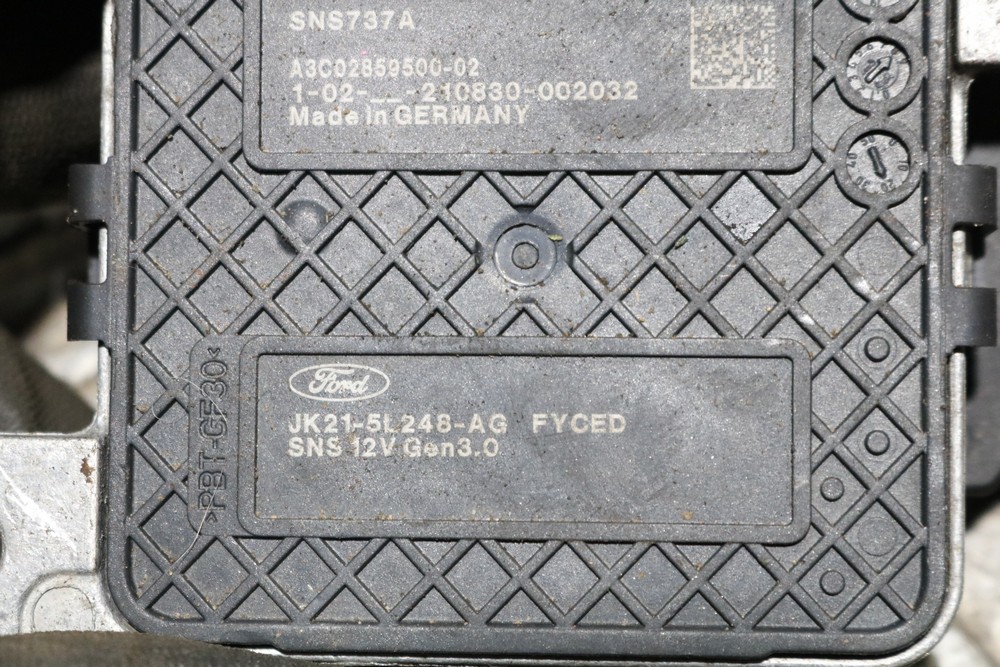 SNS737A
A3C02859500-02
1-02-__-210830-002032
Made in GERMANY
Ford
JK21-5L248-AG FYCED
SNS 12V Gen3.0
>PBT-GF30<